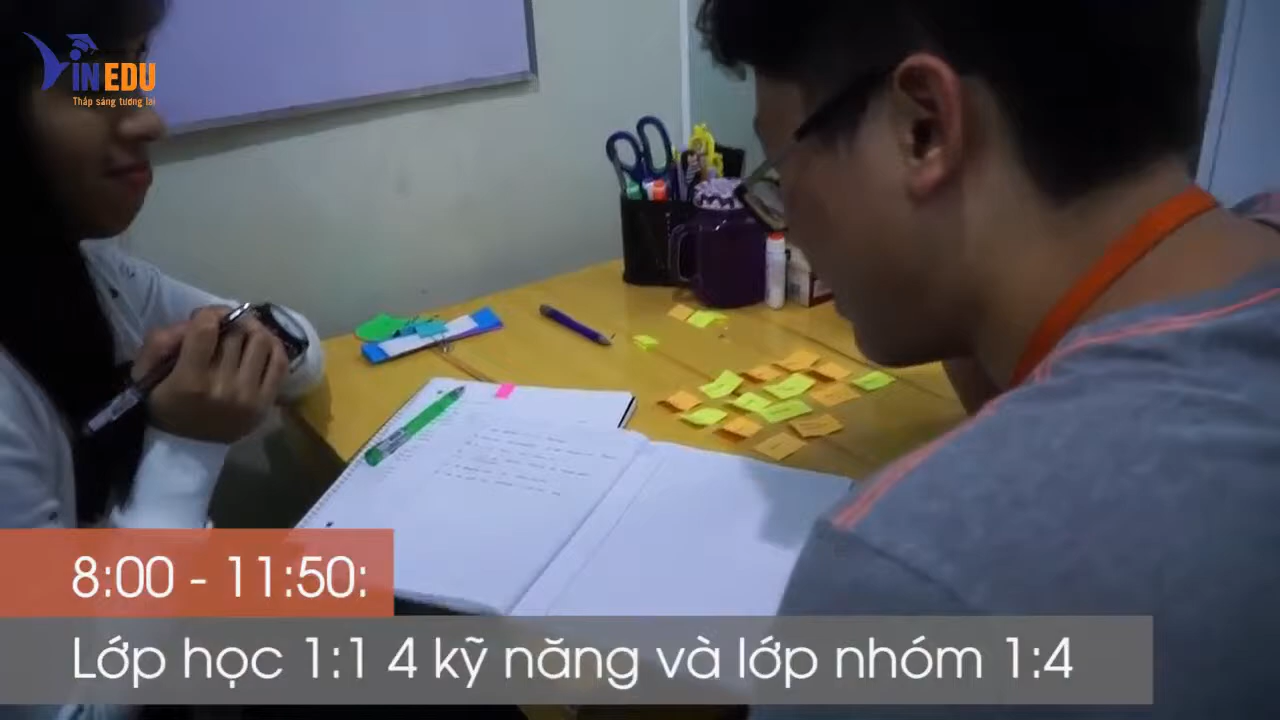 VINEDU
Thắp sáng tương lai
8:00 - 11:50:
Lớp học 1:1 4 kỹ năng và lớp nhóm 1:4